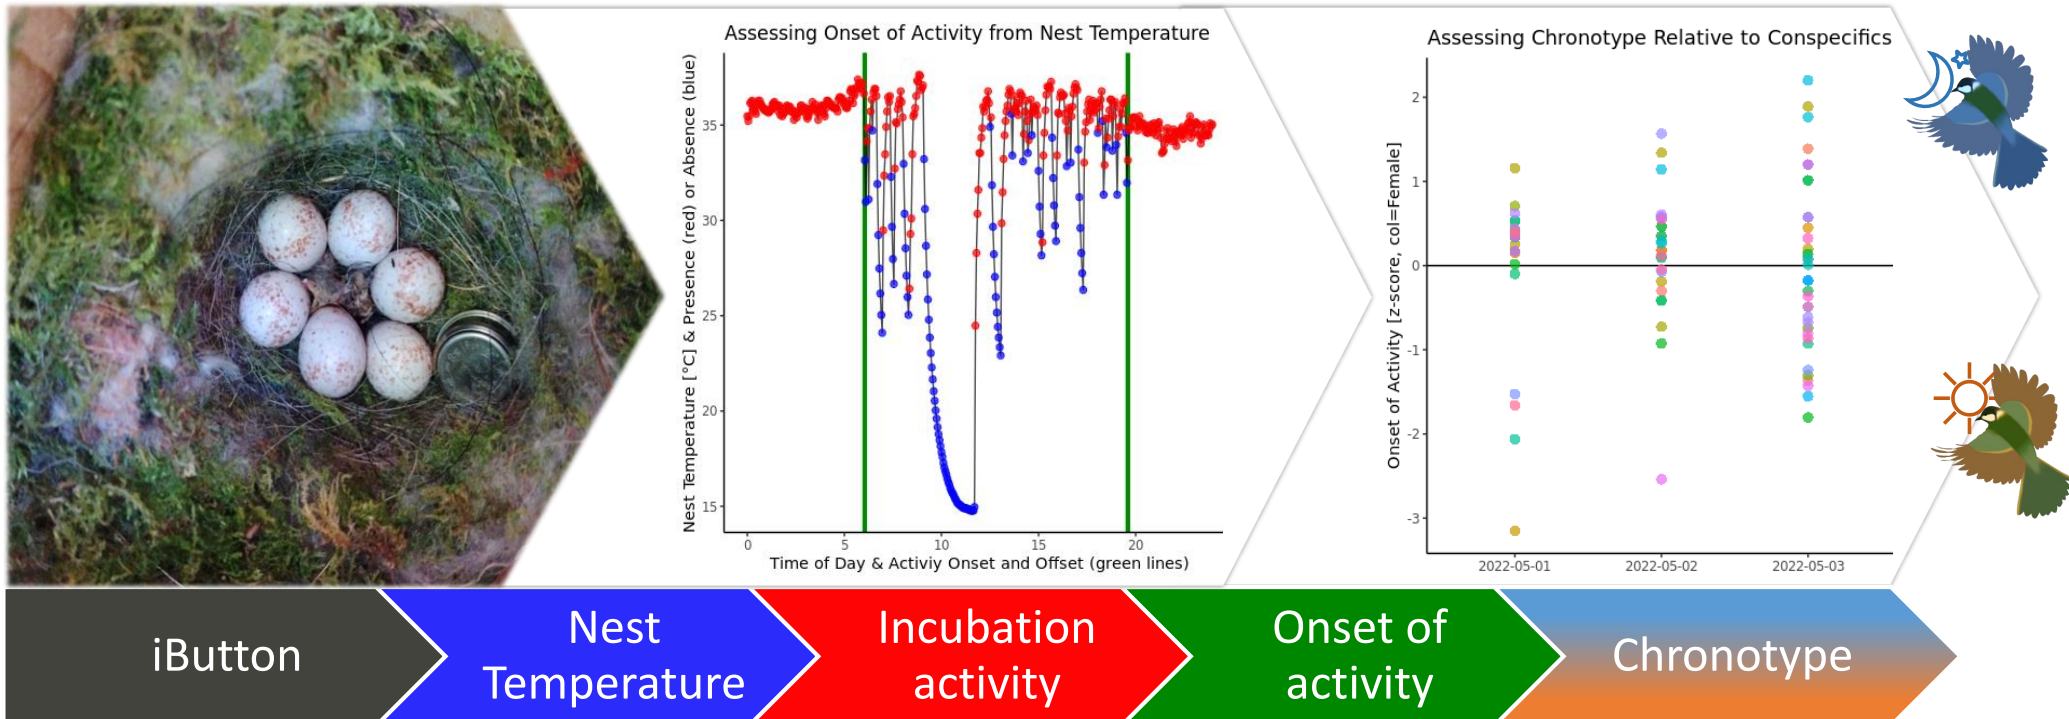 Assessing Onset of Activity from Nest Temperature
Nest Temperature [°C] & Presence (red) or Absence (blue)
35
30
25
20
15
0 5 10 15 20
Time of Day & Activiy Onset and Offset (green lines)
Assessing Chronotype Relative to Conspecifics
Onset of Activity [z-score, col=Female]
2
1
0
-1
-2
-3
2022-05-01 2022-05-02 2022-05-03
iButton
Nest
Temperature
Incubation
activity
Onset of
activity
Chronotype